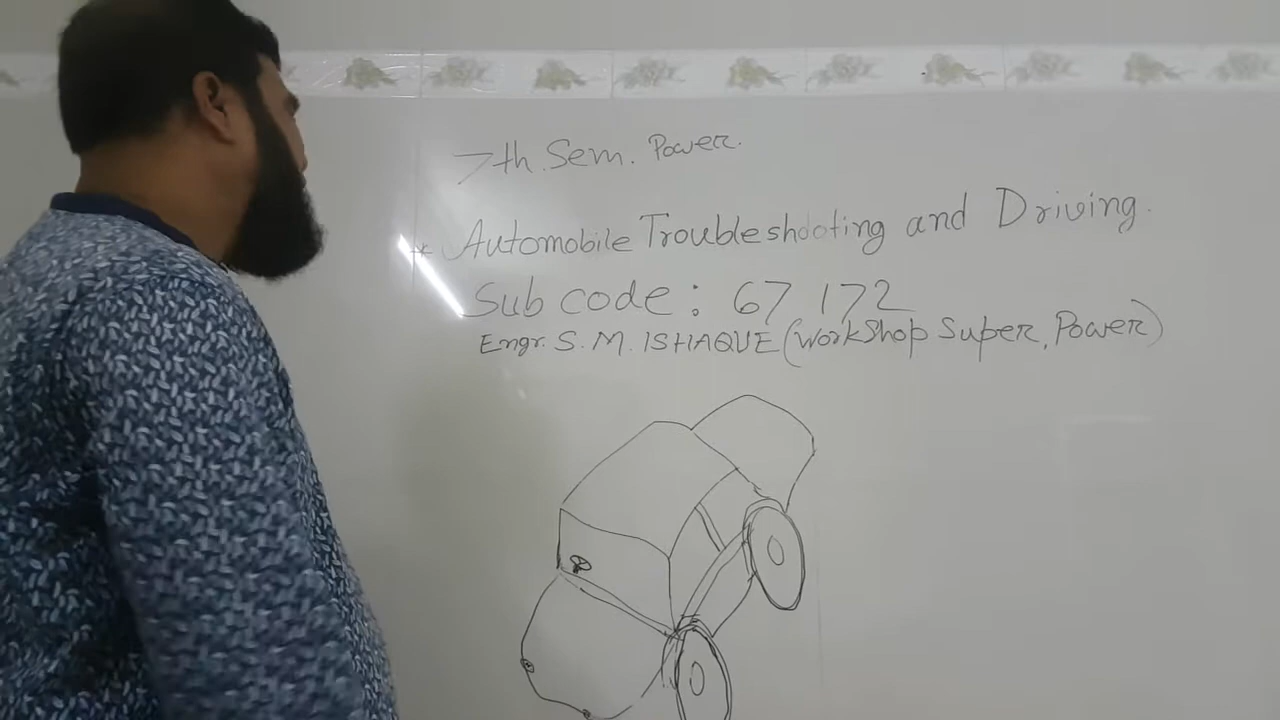 7th Sem. Power.
* Automobile Troubleshooting and Driving.
Sub code: 67172
Engr. S. M. ISHAQUE (Workshop Super, Power)